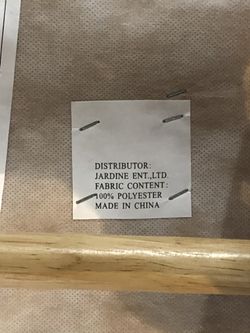 DISTRIBUTOR:
JARDINE ENT.,LTD.
FABRIC CONTENT:
100% POLYESTER
MADE IN CHINA